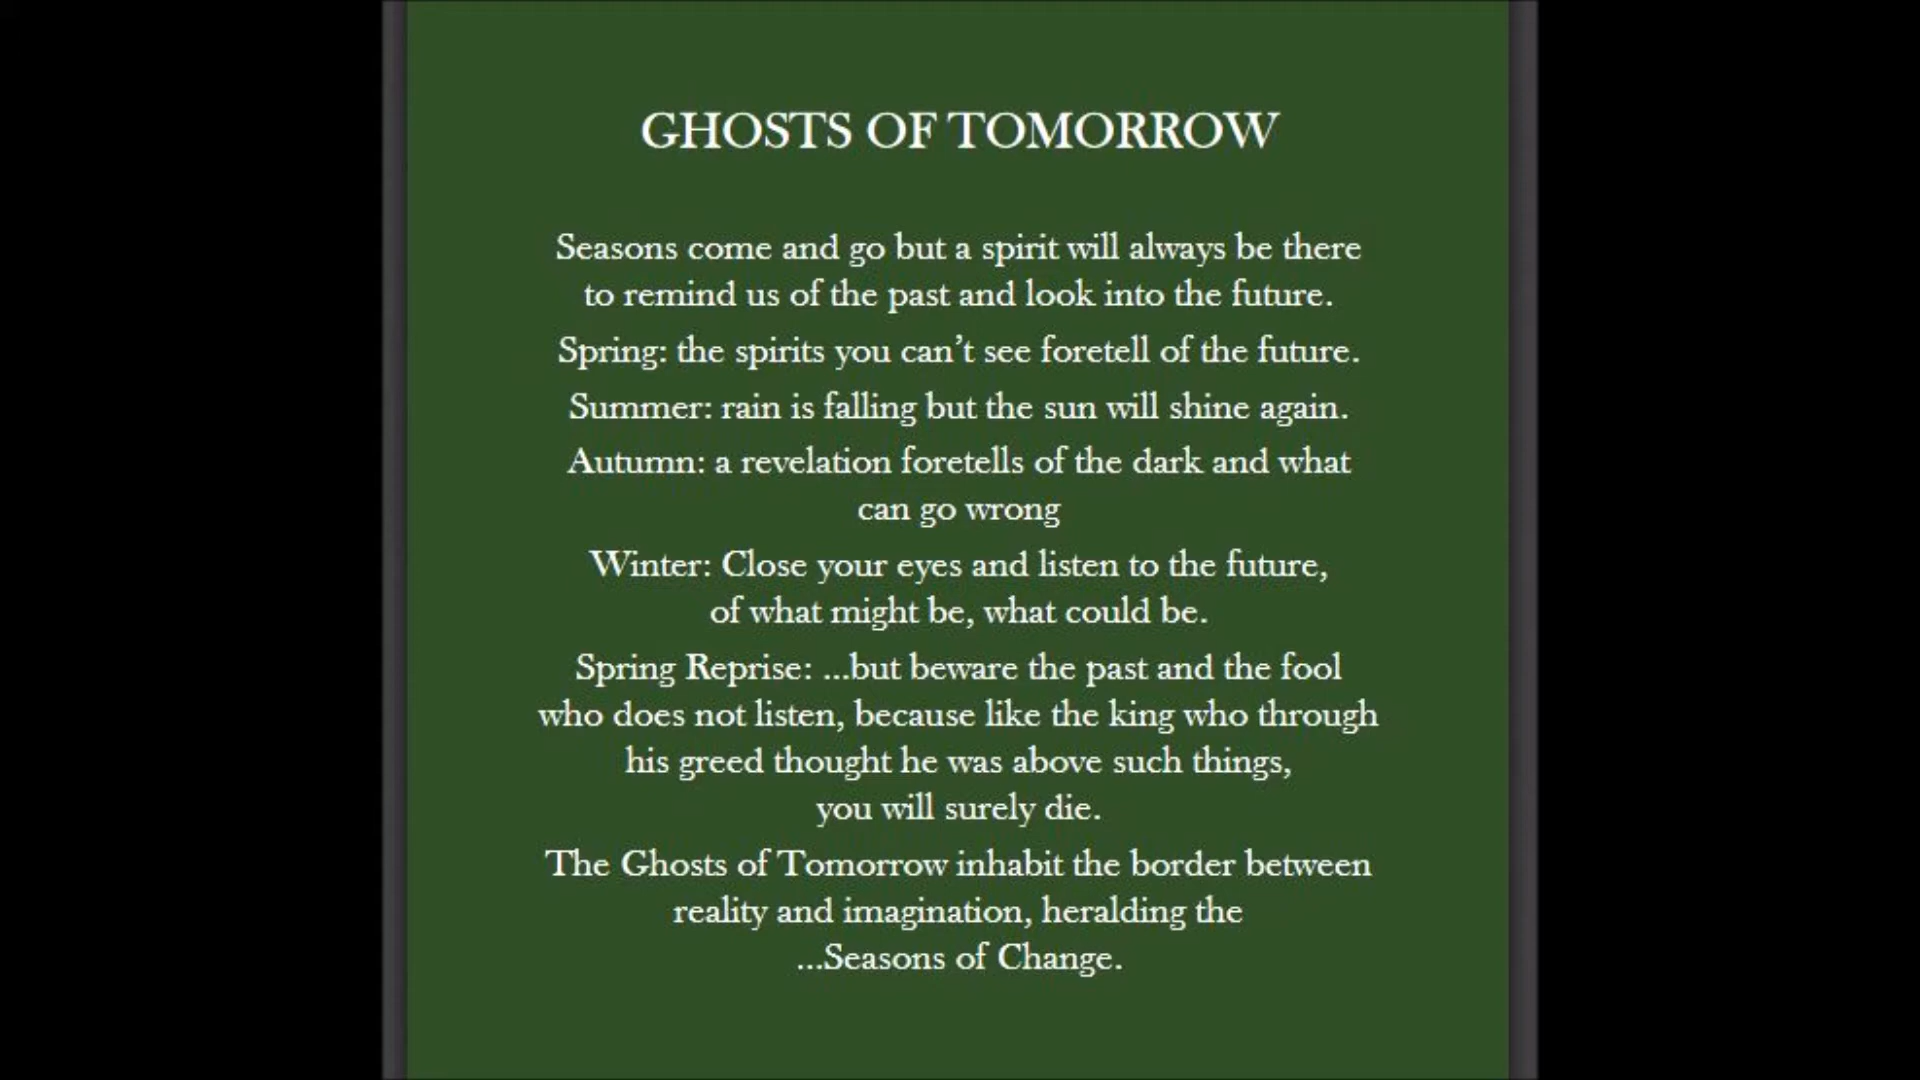 GHOSTS OF TOMORROW
Seasons come and go but a spirit will always be there
to remind us of the past and look into the future.
Spring: the spirits you can’t see foretell of the future.
Summer: rain is falling but the sun will shine again.
Autumn: a revelation foretells of the dark and what
can go wrong
Winter: Close your eyes and listen to the future,
of what might be, what could be.
Spring Reprise: ...but beware the past and the fool
who does not listen, because like the king who through
his greed thought he was above such things,
you will surely die.
The Ghosts of Tomorrow inhabit the border between
reality and imagination, heralding the
...Seasons of Change.